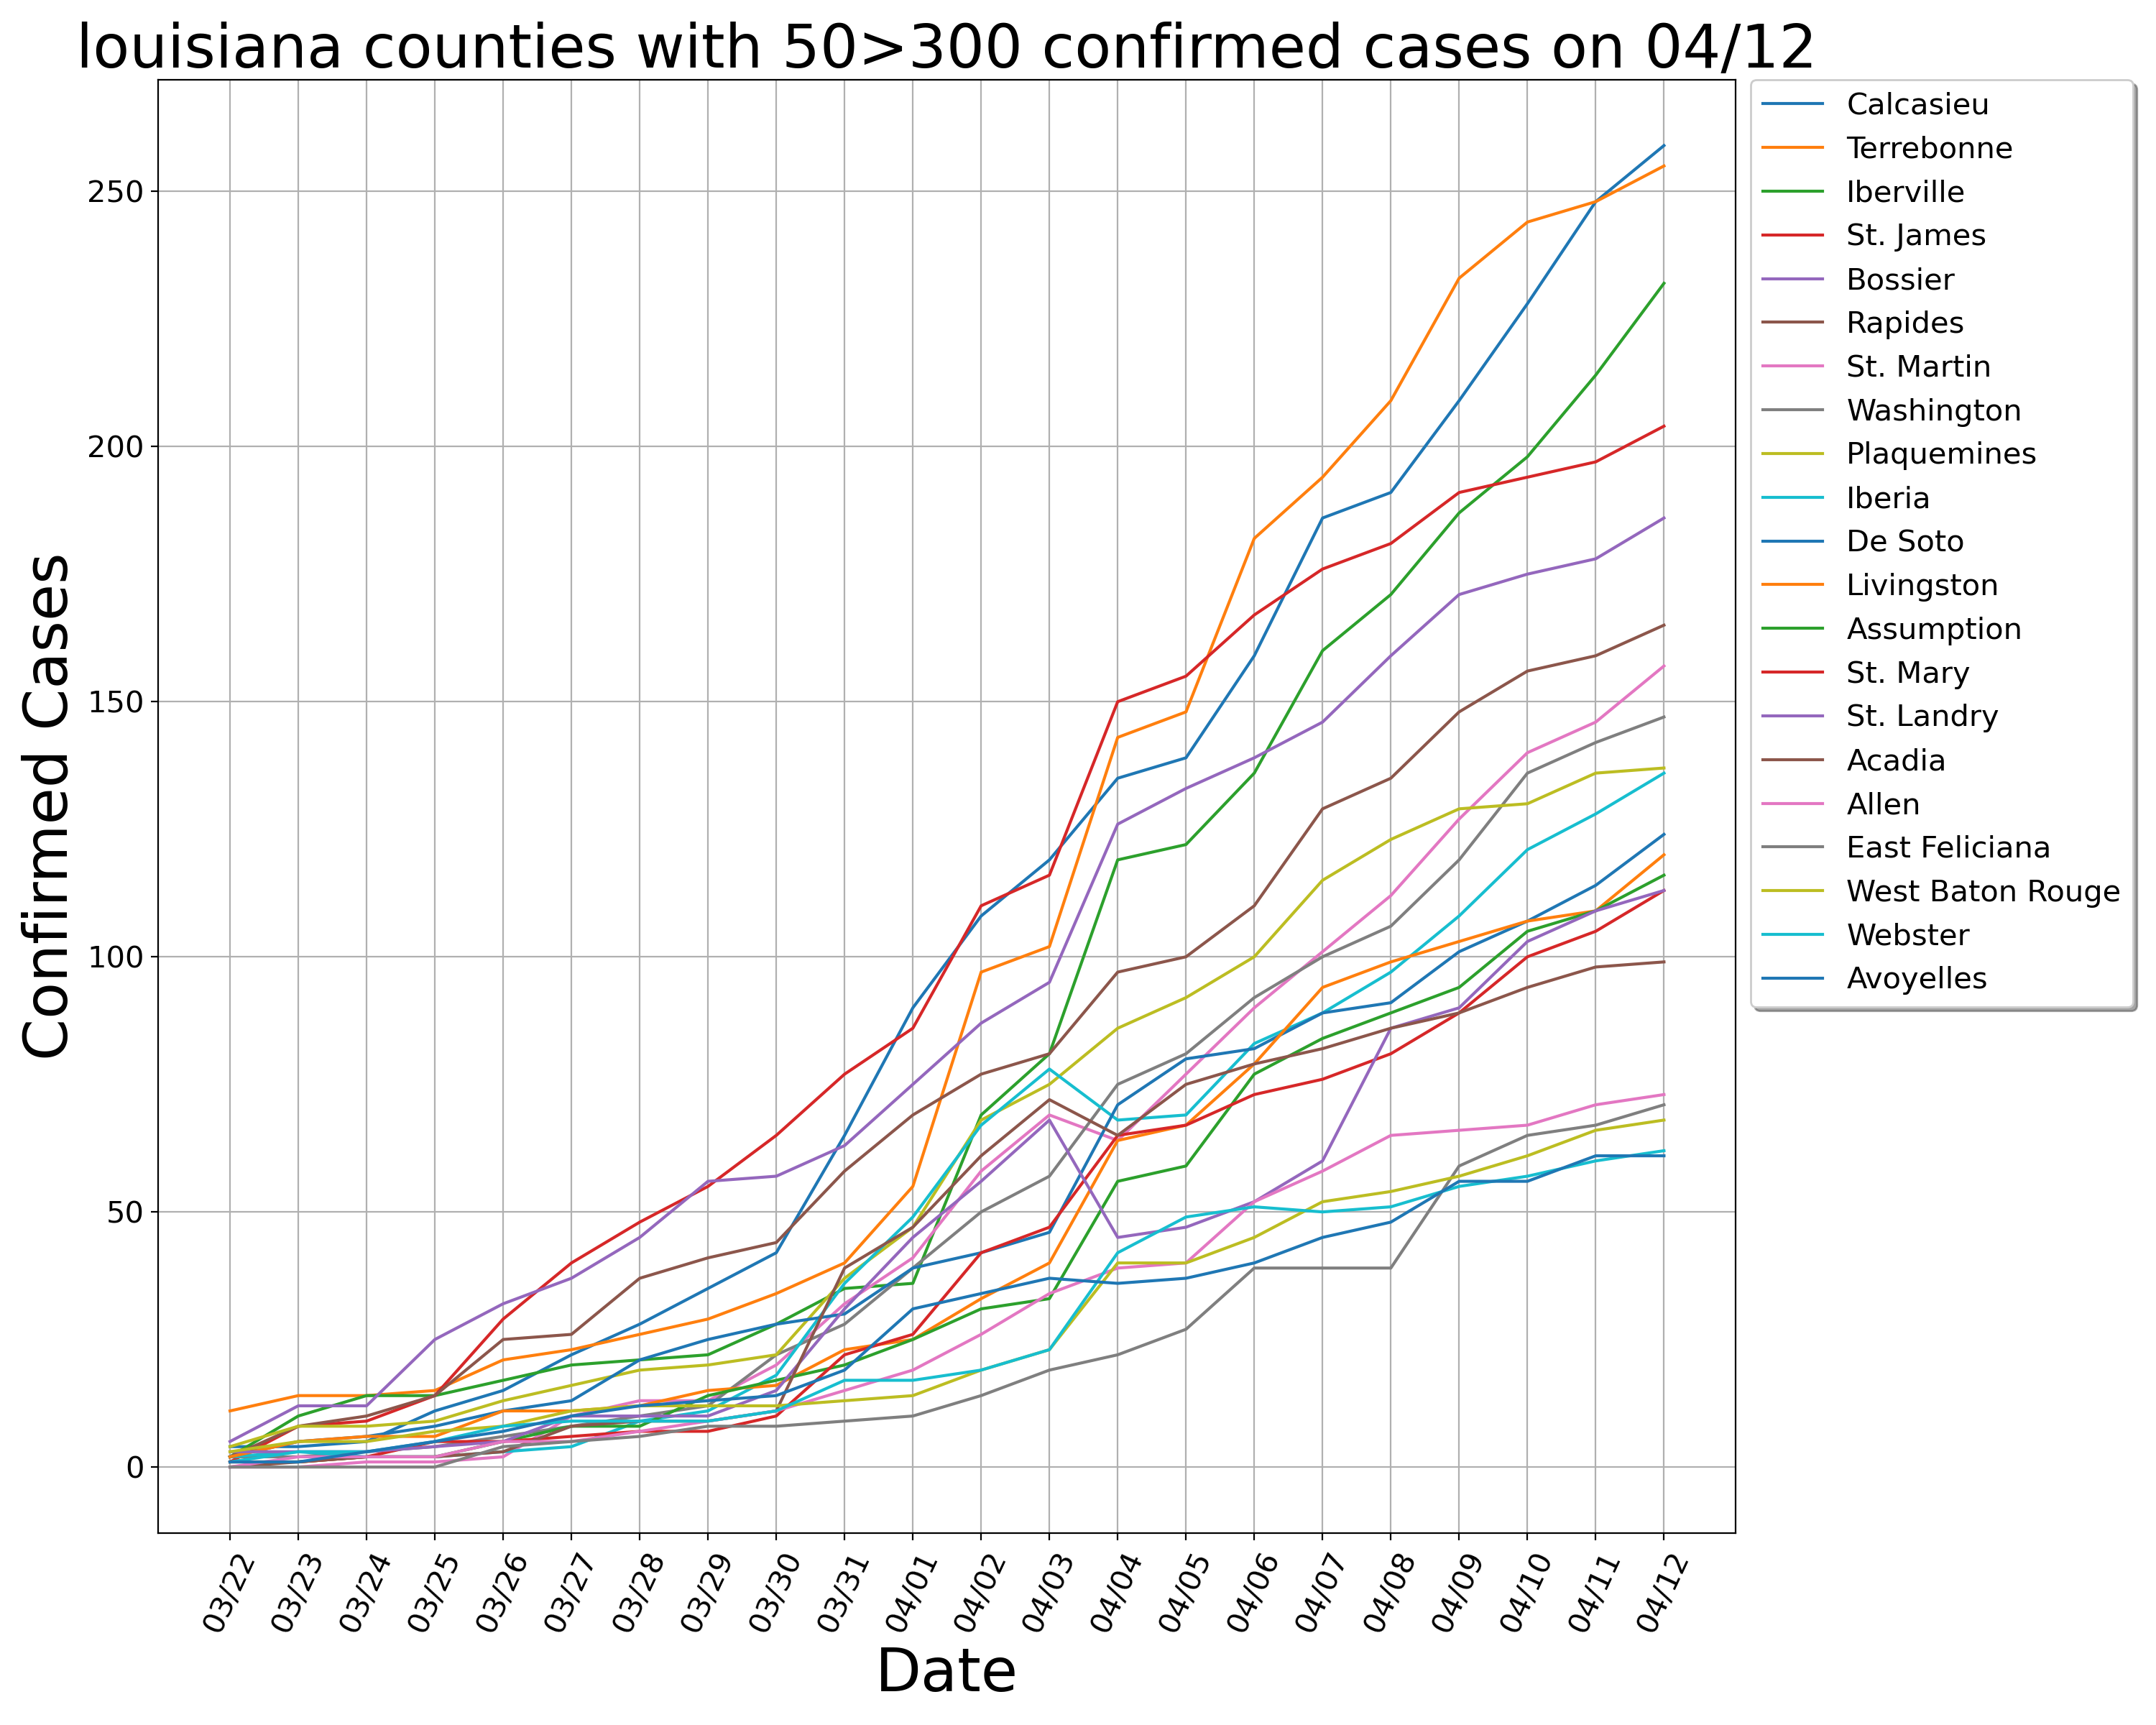 louisiana counties with 50>300 confirmed cases on 04/12
Confirmed Cases
250
200
150
100
50
0
03/22
03/23
03/24
03/25
03/26
03/27
03/28
03/29
03/30
03/31
04/01
04/02
04/03
04/04
04/05
04/06
04/07
04/08
04/09
04/10
04/11
04/12
Date
Calcasieu
Terrebonne
Iberville
St. James
Bossier
Rapides
St. Martin
Washington
Plaquemines
Iberia
De Soto
Livingston
Assumption
St. Mary
St. Landry
Acadia
Allen
East Feliciana
West Baton Rouge
Webster
Avoyelles